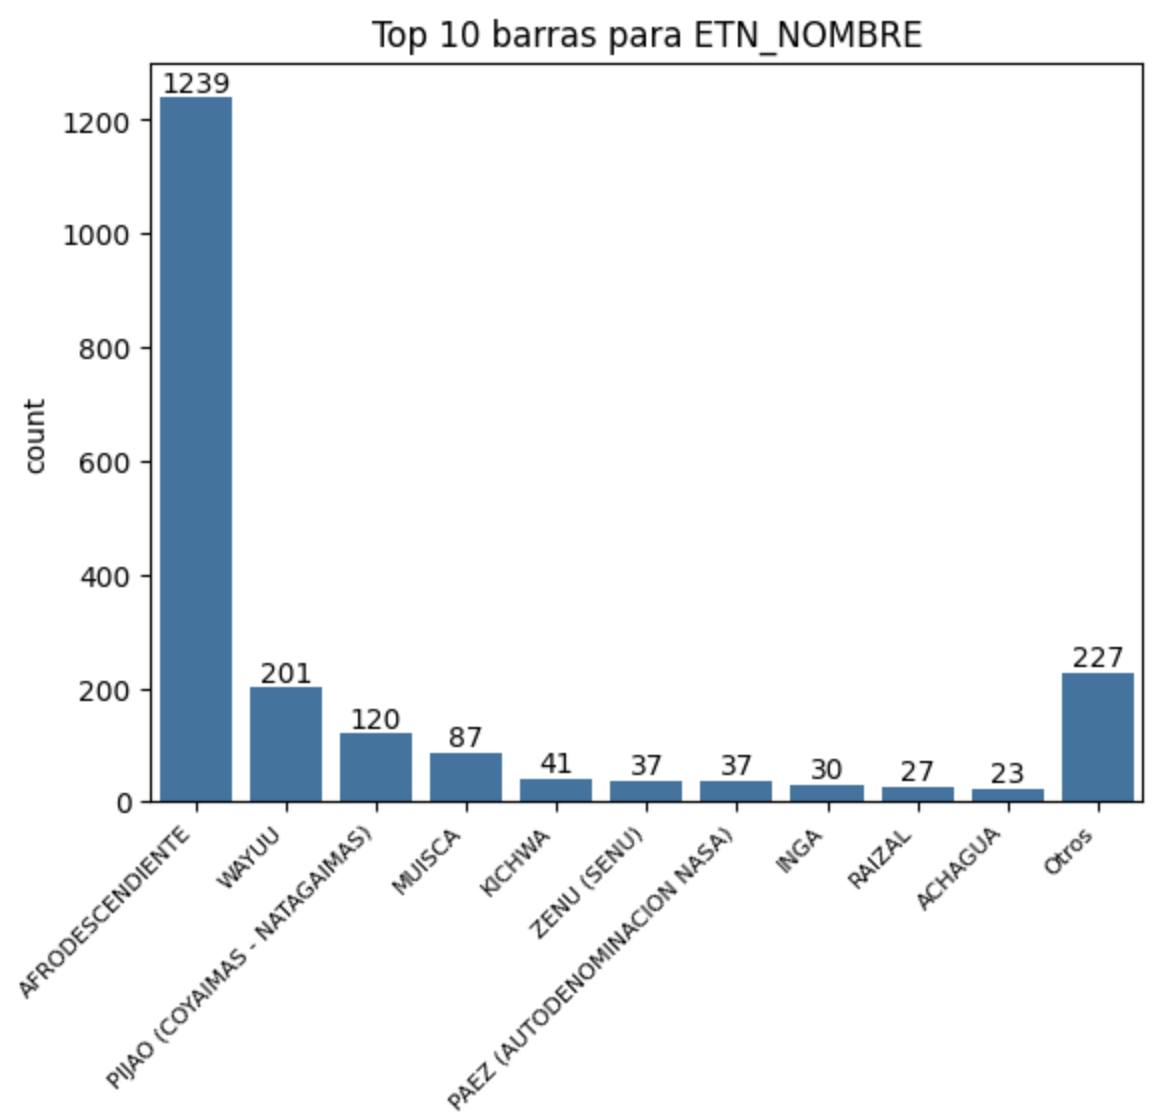 Top 10 barras para ETN_NOMBRE
count
1200
1000
800
600
400
200
0
1239
201
120
87
41
37
37
30
27
23
227
AFRODESCENDIENTE
WAYUU
PIJAO (COYAIMAS - NATAGAIMAS)
MUISCA
KICHWA
ZENU (SENU)
PAEZ (AUTODENOMINACION NASA)
INGA
RAIZAL
ACHAGUA
Otros